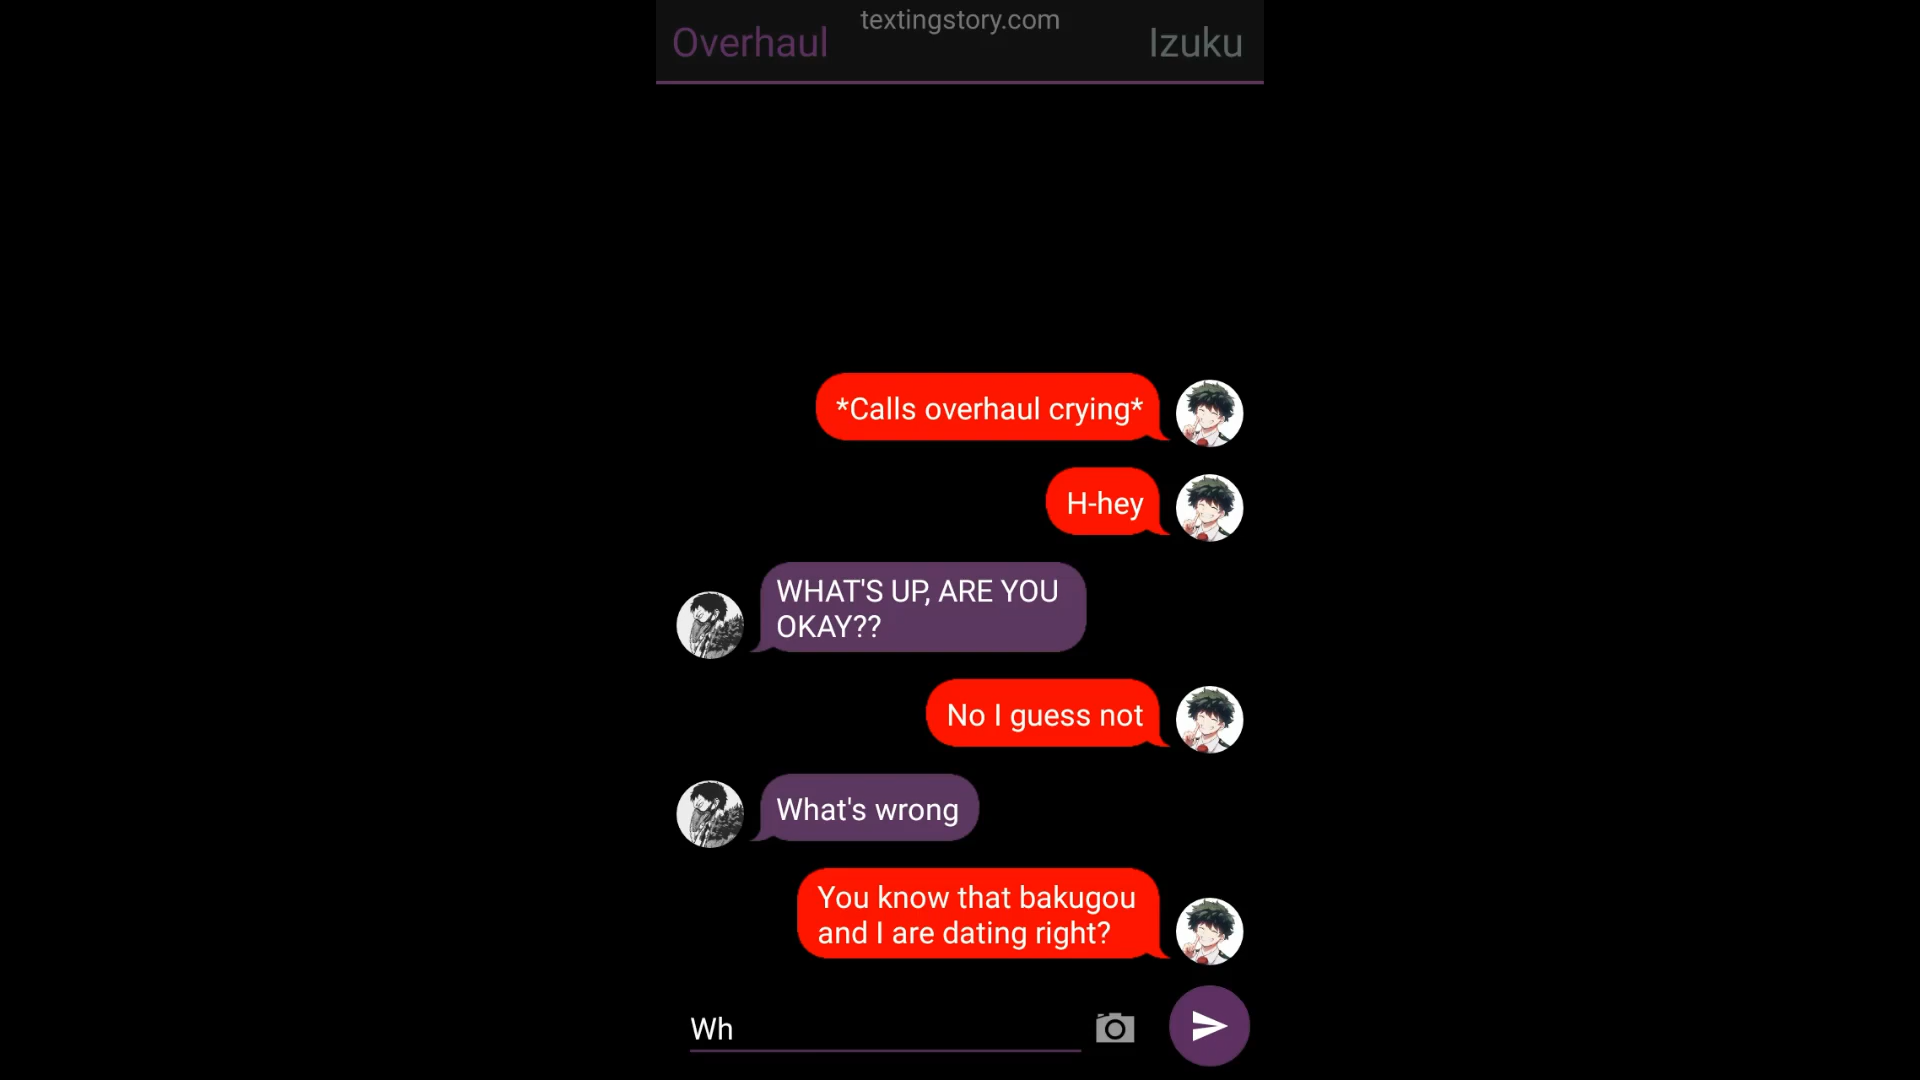 textingstory.com
Overhaul
Izuku
*Calls overhaul crying*
H-hey
WHAT'S UP, ARE YOU
OKAY??
No I guess not
What's wrong
You know that bakugou
and I are dating right?
Wh